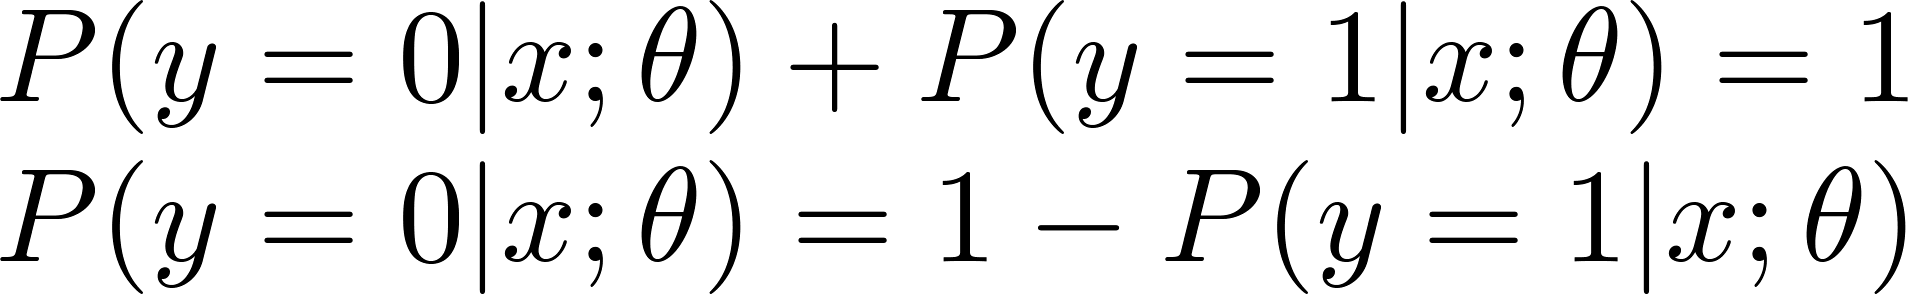 P(y = 0|x; θ) + P(y = 1|x; θ) = 1
P(y = 0|x; θ) = 1 − P(y = 1|x; θ)